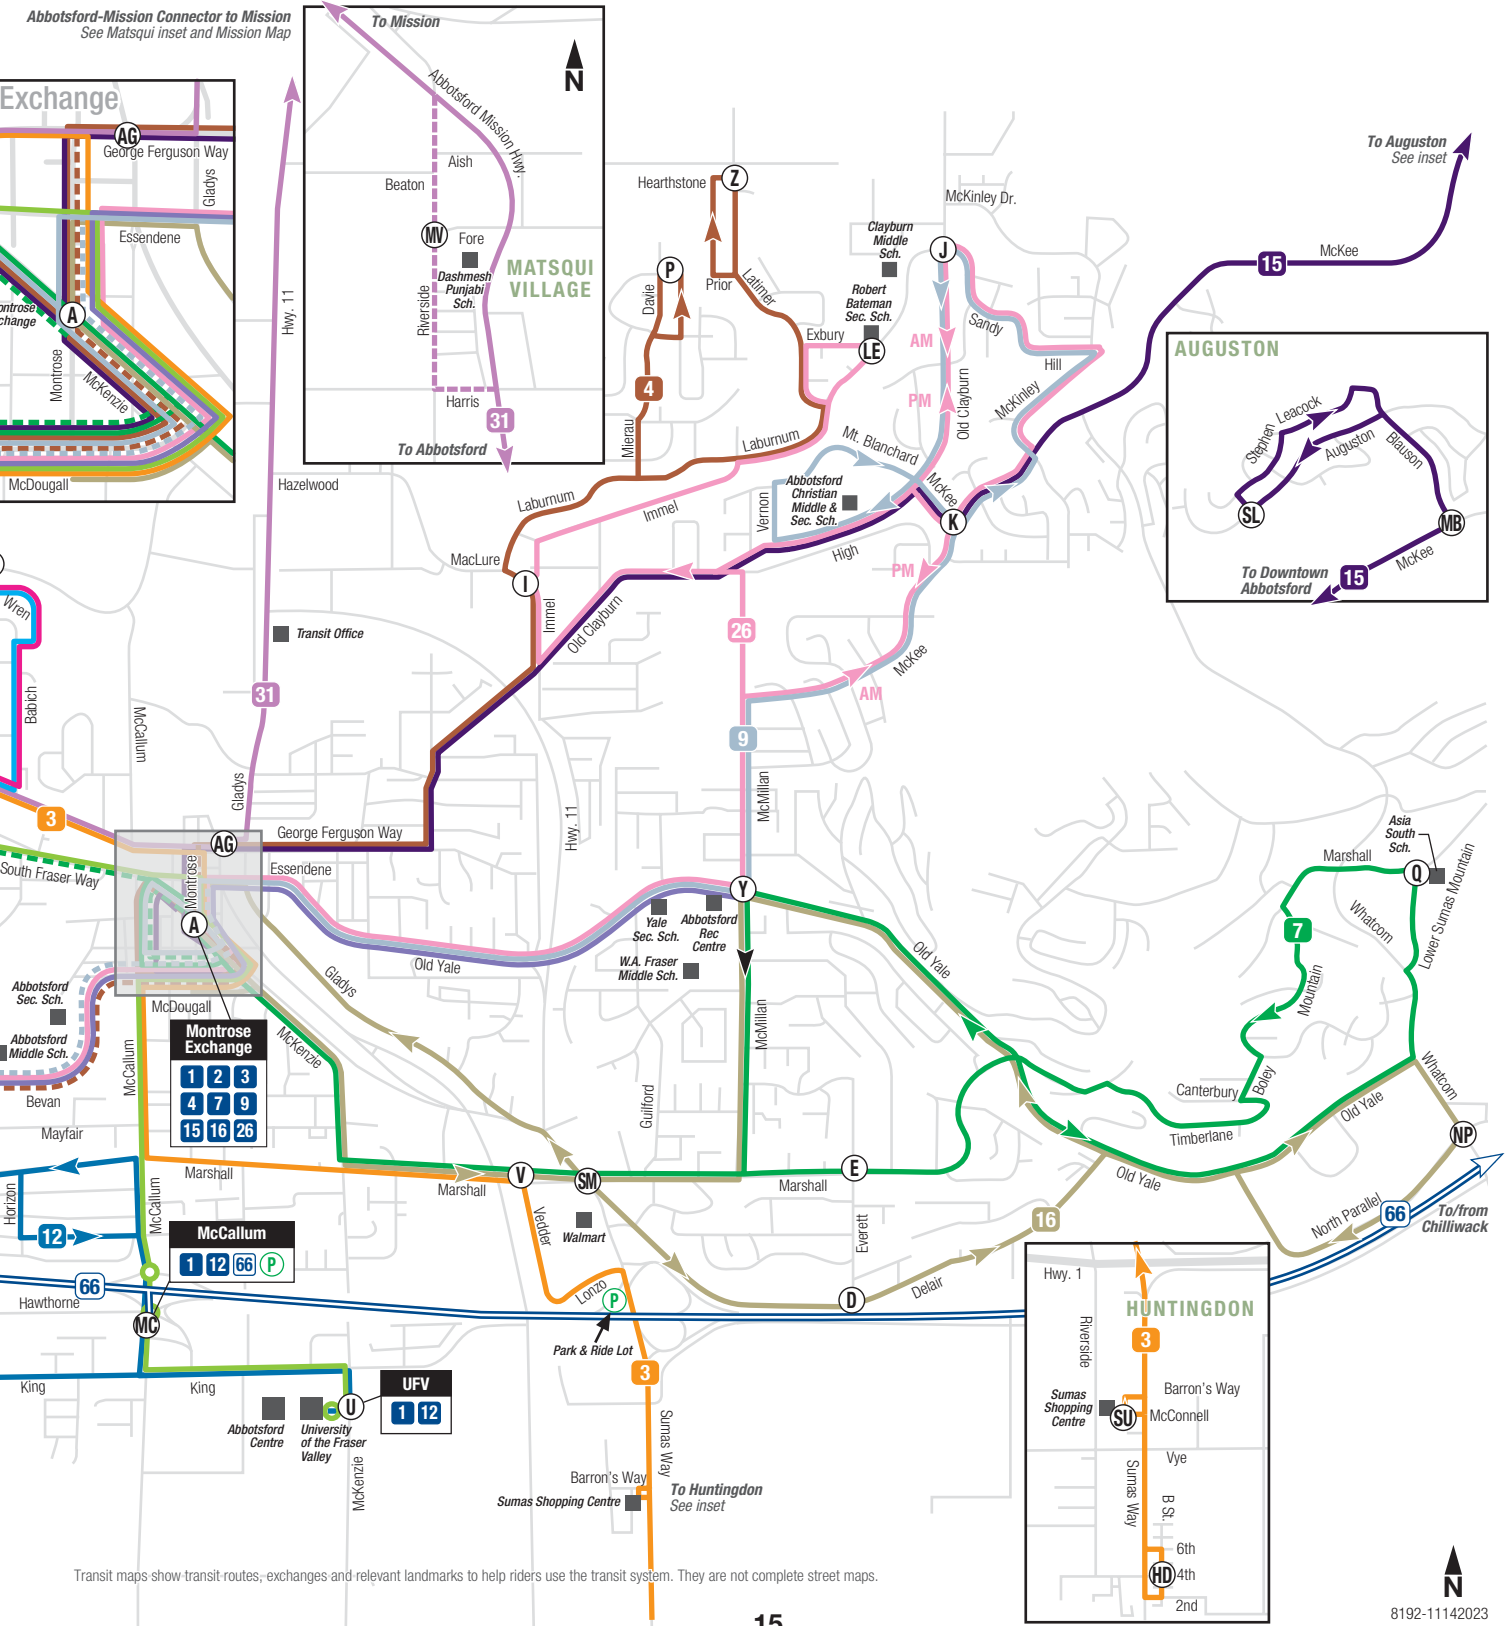 Abbotsford-Mission Connector to Mission
See Matsqui inset and Mission Map
Exchange
AG
George Ferguson Way
Gladys
Essendene
A
Montrose
McKenzie
McDougall
To Mission
N
Abbotsford Mission Hwy.
Aish
Beaton
MV
Fore
Dashmesh
Punjabi
Sch.
MATSQUI
VILLAGE
Riverside
Harris
31
To Abbotsford
Hwy. 11
Hazelwood
Transit Office
31
Gladys
McCallum
Wren
Babich
3
South Fraser Way
AG
George Ferguson Way
Essendene
Montrose
A
Hearthstone
Z
P
Davie
Prior
Latimer
4
Mierau
Laburnum
Laburnum
Immel
MacLure
I
Immel
Old Clayburn
Clayburn
Middle
Sch.
Robert
Bateman
Sec. Sch.
Exbury
LE
McKinley Dr.
J
Sandy
Hill
McKinley
AM
PM
Old Clayburn
Mt. Blanchard
McKee
Abbotsford
Christian
Middle &
Sec. Sch.
Vernon
High
K
PM
McKee
AM
26
9
McMillan
Hwy. 11
To Auguston
See inset
15
McKee
AUGUSTON
Stephen
Leacock
Auguston
Blauson
SL
MB
McKee
15
To Downtown
Abbotsford
Y
Yale
Sec. Sch.
Abbotsford
Rec
Centre
W.A. Fraser
Middle Sch.
Old Yale
Gladys
McMillan
Guilford
Old Yale
Asia
South
Sch.
Marshall
Q
Whatcom
Lower Sumas Mountain
7
Mountain
Boley
Canterbury
Timberlane
Old Yale
Old Yale
Whatcom
NP
North Parallel
66
To/from
Chilliwack
Abbotsford
Sec. Sch.
Abbotsford
Middle Sch.
Bevan
Mayfair
McDougall
McCallum
McKenzie
Montrose
Exchange
1 2 3
4 7 9
15 16 26
Marshall
Marshall
V
SM
Marshall
E
Everett
16
Walmart
Vedder
Lonzo
P
Park & Ride Lot
D
Delair
Horizon
12
McCallum
McCallum
1 12 66 P
66
Hawthorne
MC
King
King
Abbotsford
Centre
University
of the Fraser
Valley
U
UFV
1 12
McKenzie
3
Sumas Way
Barron's Way
Sumas Shopping Centre
To Huntingdon
See inset
Hwy. 1
HUNTINGDON
Riverside
3
Sumas
Shopping
Centre
SU
Barron's Way
McConnell
Vye
Sumas Way
B St.
6th
HD
4th
2nd
N
8192-11142023
Transit maps show transit routes, exchanges and relevant landmarks to help riders use the transit system. They are not complete street maps.
15